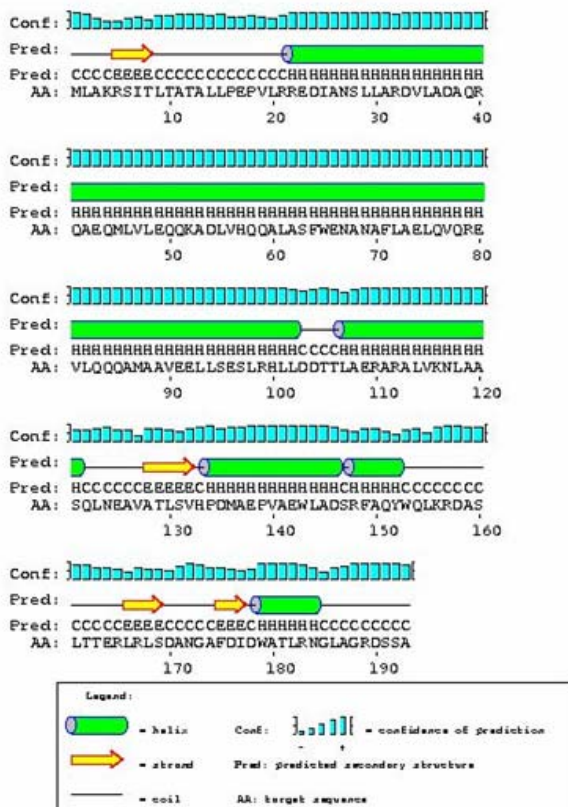 Conf:
Pred:
Pred: CCCCEEEECCCCCCCCCCCCCHHHHHHHHHHHHHHHHHHH
AA: MLAKRSITLTATALLPEPVLRREDIANSLLARDVLADAQR
10 20 30 40
Conf:
Pred:
Pred: HHHHHHHHHHHHHHHHHHHHHHHHHHHHHHHHHHHHHHHH
AA: QAEQMLVLEQQKADLVHQQALASFWENANAFLAELQVQRE
50 60 70 80
Conf:
Pred:
Pred: HHHHHHHHHHHHHHHHHHHHHHCCCCHHHHHHHHHHHHHH
AA: VLQQQAMAAVEELLSESLRHLLDDTTLAERARALVKNLAA
90 100 110 120
Conf:
Pred:
Pred: HCCCCCCEEEEECHHHHHHHHHHHHHCHHHHHCCCCCCCC
AA: SQLNEAVATLSVHPDMAEPVAEWLADSRFAQYWQLKRDAS
130 140 150 160
Conf:
Pred:
Pred: CCCCCEEEECCCCCEEECHHHHHHCCCCCCCCC
AA: LTTERLRLSDANGAFDIDWATLRNGLAGRDSSA
170 180 190
Legend:
= helix Conf: = confidence of prediction
- +
= strand Pred: predicted secondary structure
= coil AA: target sequence